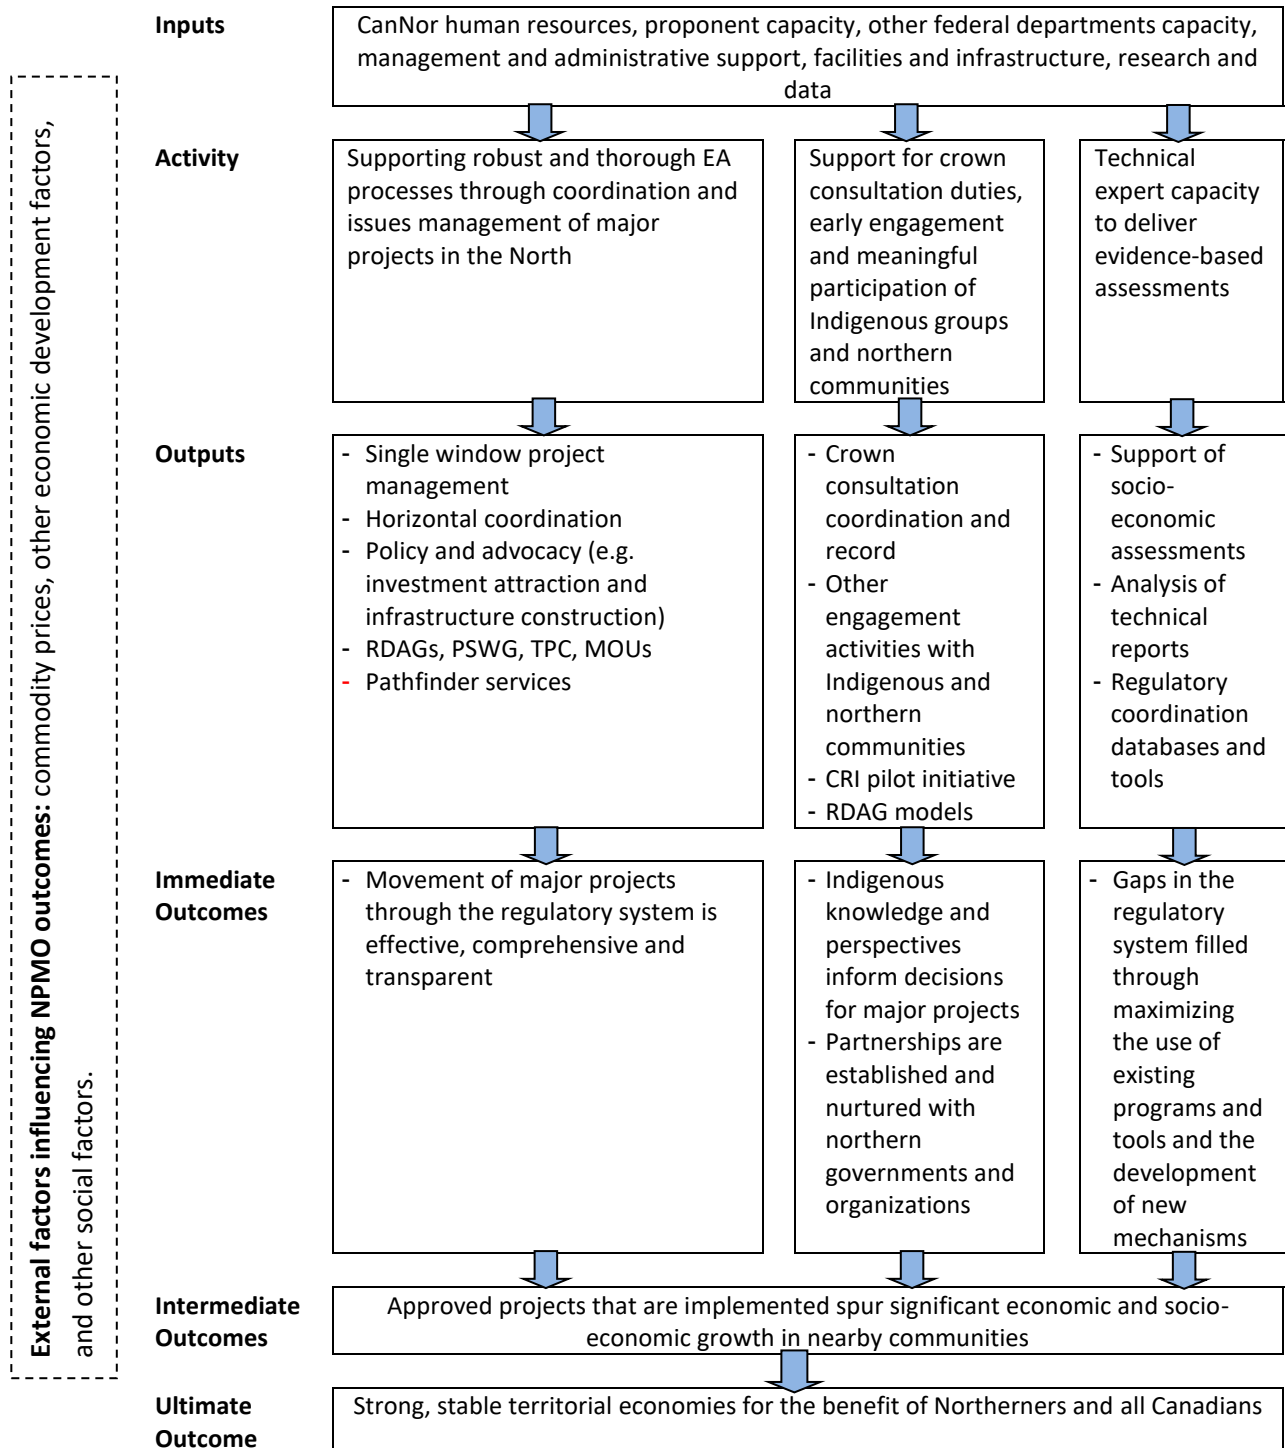 External factors influencing NPMO outcomes: commodity prices, other economic development factors,
and other social factors.
Inputs
CanNor human resources, proponent capacity, other federal departments capacity,
management and administrative support, facilities and infrastructure, research and
data
Activity
Supporting robust and thorough EA
processes through coordination and
issues management of major
projects in the North
Support for crown
consultation duties,
early engagement
and meaningful
participation of
Indigenous groups
and northern
communities
Technical
expert capacity
to deliver
evidence-based
assessments
Outputs
- Single window project
management
- Horizontal coordination
- Policy and advocacy (e.g.
investment attraction and
infrastructure construction)
- RDAGs, PSWG, TPC, MOUs
- Pathfinder services
- Crown
consultation
coordination and
record
- Other
engagement
activities with
Indigenous and
northern
communities
- CRI pilot initiative
- RDAG models
- Support of
socio-
economic
assessments
- Analysis of
technical
reports
- Regulatory
coordination
databases and
tools
Immediate
Outcomes
- Movement of major projects
through the regulatory system is
effective, comprehensive and
transparent
- Indigenous
knowledge and
perspectives
inform decisions
for major projects
- Partnerships are
established and
nurtured with
northern
governments and
organizations
- Gaps in the
regulatory
system filled
through
maximizing
the use of
existing
programs and
tools and the
development
of new
mechanisms
Intermediate
Outcomes
Approved projects that are implemented spur significant economic and socio-
economic growth in nearby communities
Ultimate
Outcome
Strong, stable territorial economies for the benefit of Northerners and all Canadians